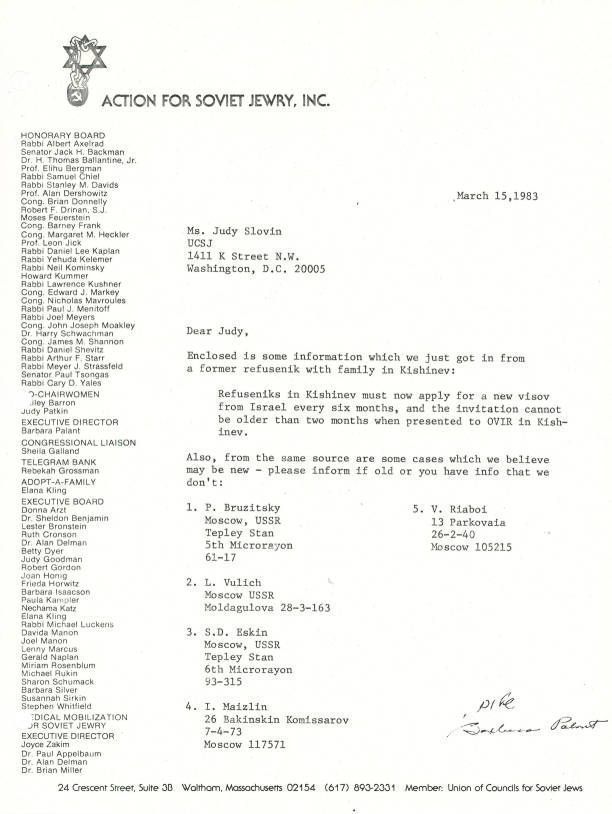 ACTION FOR SOVIET JEWRY, INC.
HONORARY BOARD
Rabbi Albert Axelrad
Senator Jack H. Backman
Dr. H. Thomas Ballantine, Jr.
Prof. Elihu Bergman
Rabbi Samuel Chiel
Rabbi Stanley M. Davids
Prof. Alan Dershowitz
Cong. Brian Donnelly
Robert F. Drinan, S.J.
Moses Feuerstein
Cong. Barney Frank
Cong. Margaret M. Heckler
Prof. Leon Jick
Rabbi Daniel Lee Kaplan
Rabbi Yehuda Kelemer
Rabbi Neil Kominsky
Howard Kummer
Rabbi Lawrence Kushner
Cong. Edward J. Markey
Cong. Nicholas Mavroules
Rabbi Paul J. Menitoff
Rabbi Joel Meyers
Cong. John Joseph Moakley
Dr. Harry Schwachman
Cong. James M. Shannon
Rabbi Daniel Shevitz
Rabbi Arthur F. Starr
Rabbi Meyer J. Strassfeld
Senator Paul Tsongas
Rabbi Cary D. Yales
O-CHAIRWOMEN
iley Barron
Judy Patkin
EXECUTIVE DIRECTOR
Barbara Palant
CONGRESSIONAL LIAISON
Sheila Galland
TELEGRAM BANK
Rebekah Grossman
ADOPT-A-FAMILY
Elana Kling
EXECUTIVE BOARD
Donna Arzt
Dr. Sheldon Benjamin
Lester Bronstein
Ruth Cronson
Dr. Alan Delman
Betty Dyer
Judy Goodman
Robert Gordon
Joan Honig
Frieda Horwitz
Barbara Isaacson
Paula Kampler
Nechama Katz
Elana Kling
Rabbi Michael Luckens
Davida Manon
Joel Manon
Lenny Marcus
Gerald Naplan
Miriam Rosenblum
Michael Rukin
Sharon Schumack
Barbara Silver
Susannah Sirkin
Stephen Whitfield
EDICAL MOBILIZATION
OR SOVIET JEWRY
EXECUTIVE DIRECTOR
Joyce Zakim
Dr. Paul Appelbaum
Dr. Alan Delman
Dr. Brian Miller
March 15,1983
Ms. Judy Slovin
UCSJ
1411 K Street N.W.
Washington, D.C. 20005
Dear Judy,
Enclosed is some information which we just got in from
a former refusenik with family in Kishinev:
Refuseniks in Kishinev must now apply for a new visov
from Israel every six months, and the invitation cannot
be older than two months when presented to OVIR in Kish-
inev.
Also, from the same source are some cases which we believe
may be new - please inform if old or you have info that we
don't:
1. P. Bruzitsky
Moscow, USSR
Tepley Stan
5th Microrayon
61-17
2. L. Vulich
Moscow USSR
Moldagulova 28-3-163
3. S.D. Eskin
Moscow, USSR
Tepley Stan
6th Microrayon
93-315
4. I. Maizlin
26 Bakinskin Komissarov
7-4-73
Moscow 117571
5. V. Riaboi
13 Parkovaia
26-2-40
Moscow 105215
Barbara Palant
24 Crescent Street, Suite 3B Waltham, Massachusetts 02154 (617) 893-2331 Member: Union of Councils for Soviet Jews